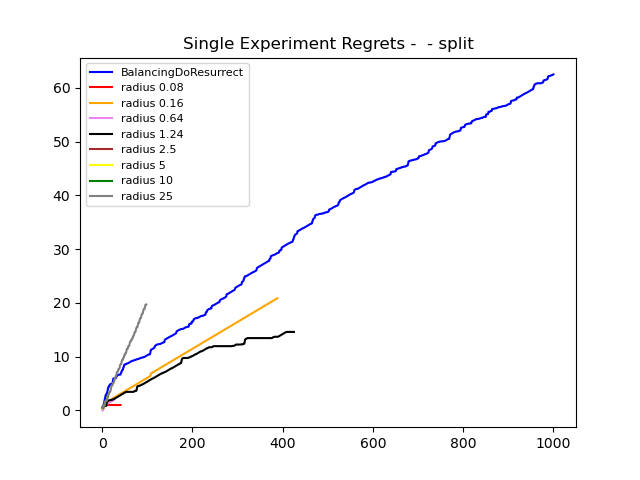 Single Experiment Regrets -  - split
BalancingDoResurrect
radius 0.08
radius 0.16
radius 0.64
radius 1.24
radius 2.5
radius 5
radius 10
radius 25
60
50
40
30
20
10
0
0 200 400 600 800 1000